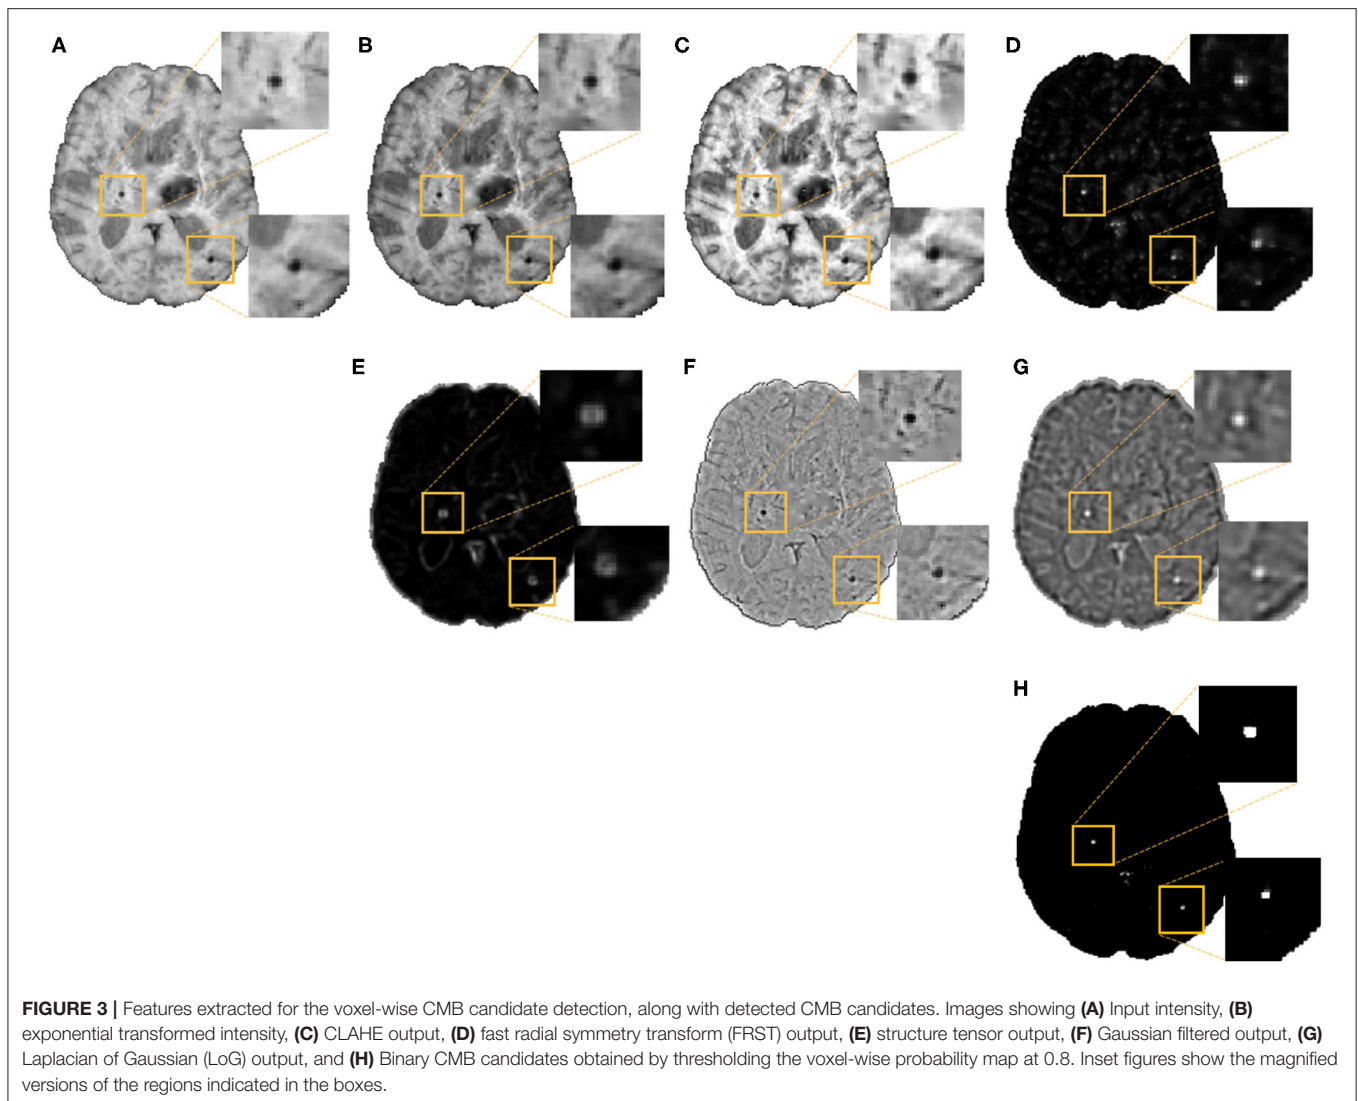 A
B
C
D
E
F
G
H
FIGURE 3 | Features extracted for the voxel-wise CMB candidate detection, along with detected CMB candidates. Images showing (A) Input intensity, (B)
exponential transformed intensity, (C) CLAHE output, (D) fast radial symmetry transform (FRST) output, (E) structure tensor output, (F) Gaussian filtered output, (G)
Laplacian of Gaussian (LoG) output, and (H) Binary CMB candidates obtained by thresholding the voxel-wise probability map at 0.8. Inset figures show the magnified
versions of the regions indicated in the boxes.